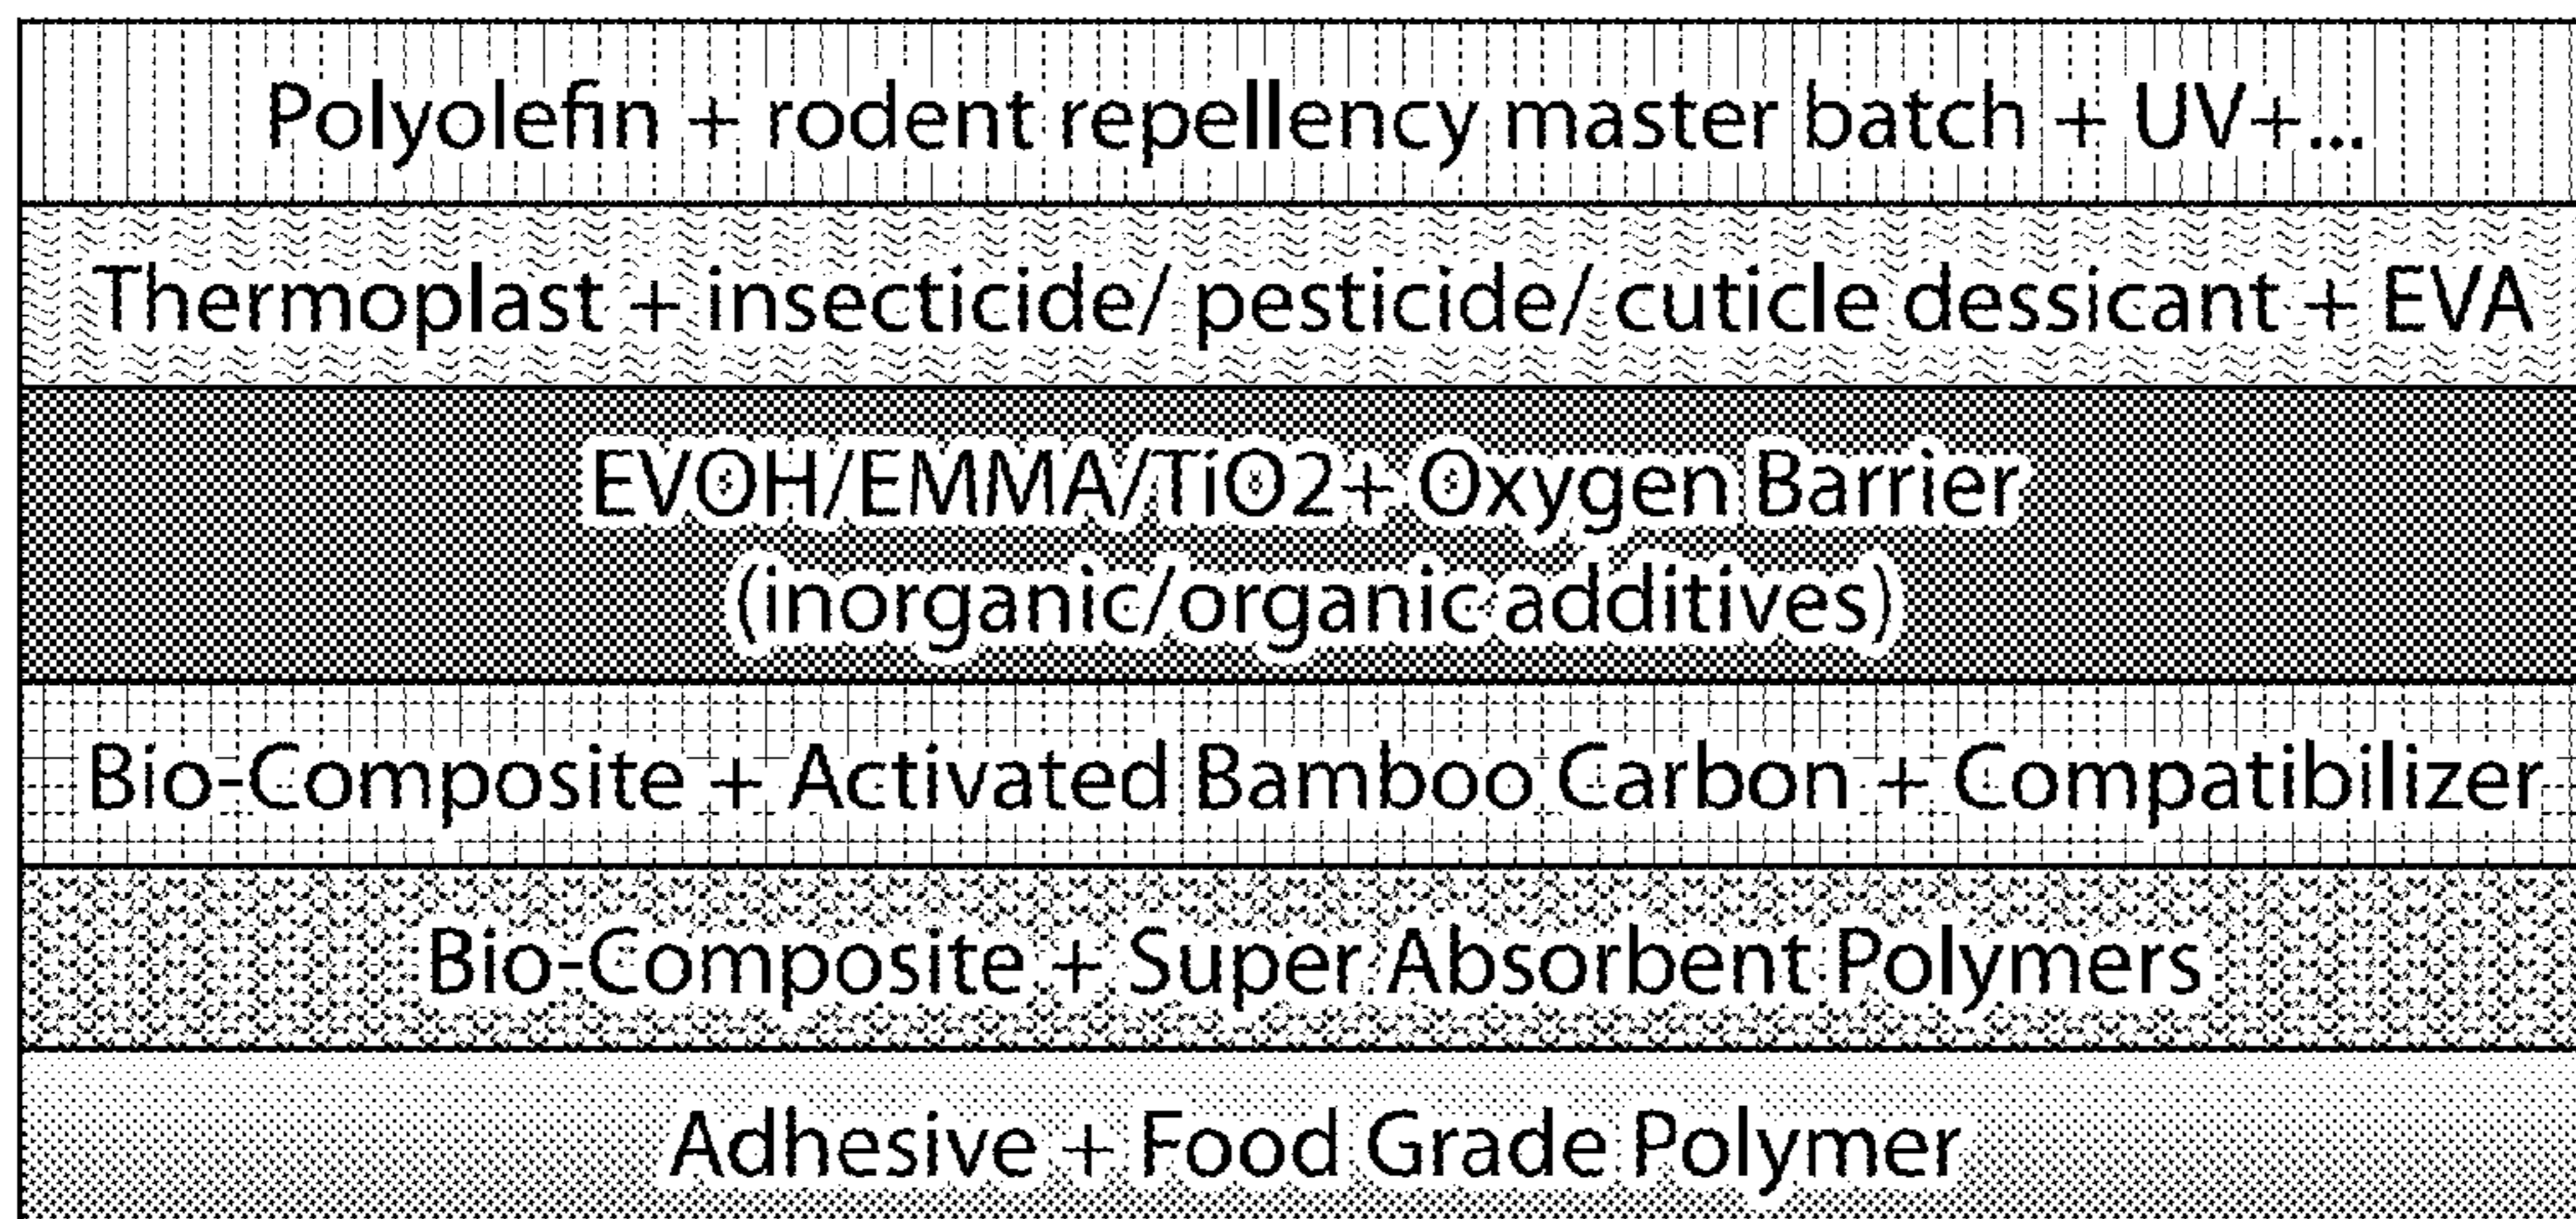 Polyolefin + rodent repellency master batch + UV+...
Thermoplast + insecticide/ pesticide/ cuticle dessicant + EVA
EVOH/EMMA/TiO2+ Oxygen Barrier
(inorganic/organic additives)
Bio-Composite + Activated Bamboo Carbon + Compatibilizer
Bio-Composite + Super Absorbent Polymers
Adhesive + Food Grade Polymer